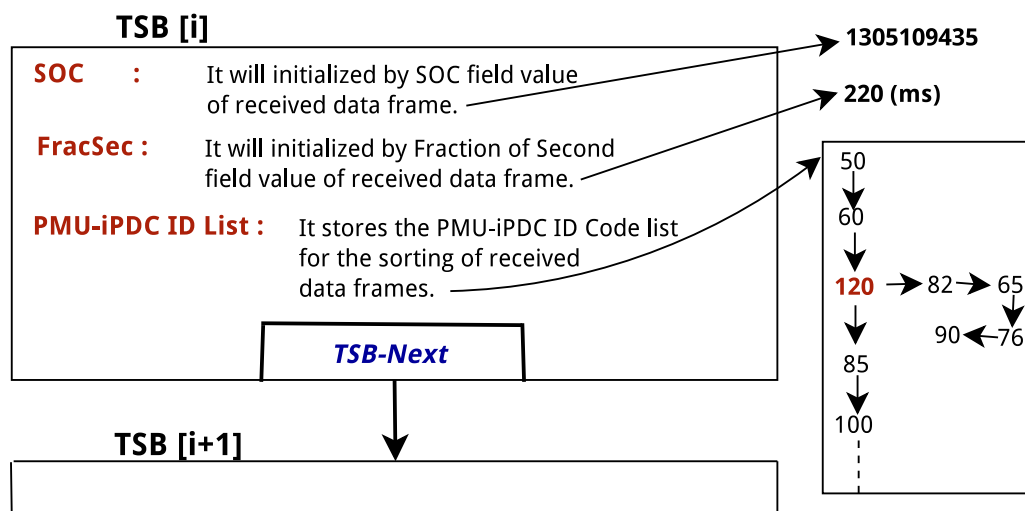 TSB [i]
SOC : It will initialized by SOC field value
of received data frame.
FracSec : It will initialized by Fraction of Second
field value of received data frame.
PMU-iPDC ID List : It stores the PMU-iPDC ID Code list
for the sorting of received
data frames.
TSB-Next
TSB [i+1]
1305109435
220 (ms)
50
60
120 82 65
90 76
85
100